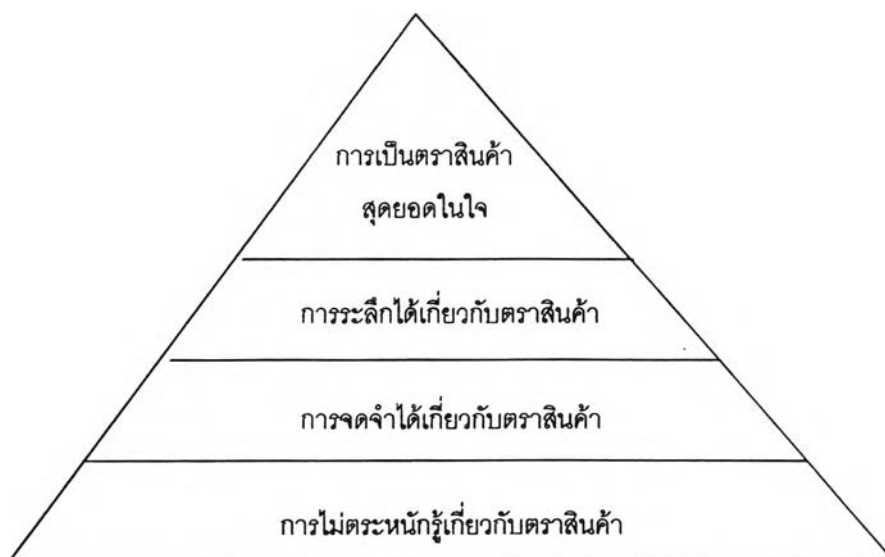 การเป็นตราสินค้า
สุดยอดในใจ
การระลึกได้เกี่ยวกับตราสินค้า
การจดจำได้เกี่ยวกับตราสินค้า
การไม่ตระหนักรู้เกี่ยวกับตราสินค้า